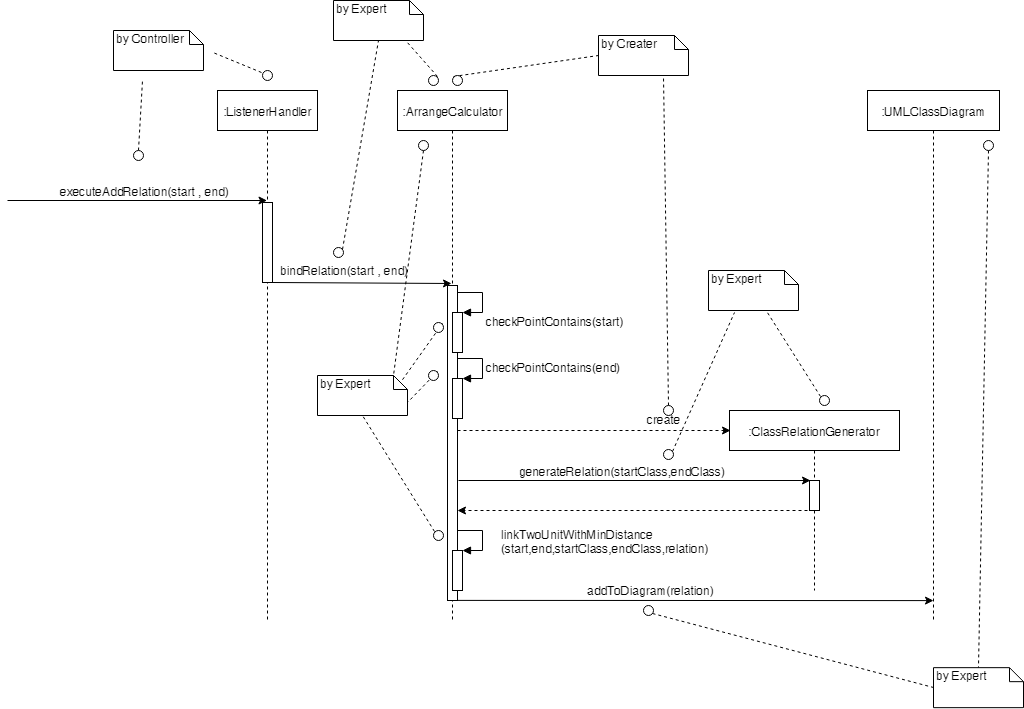 by Expert
by Controller
by Creater
:ListenerHandler
:ArrangeCalculator
:UMLClassDiagram
executeAddRelation(start , end)
bindRelation(start , end)
by Expert
checkPointContains(start)
checkPointContains(end)
by Expert
create
:ClassRelationGenerator
generateRelation(startClass,endClass)
linkTwoUnitWithMinDistance
(start,end,startClass,endClass,relation)
addToDiagram(relation)
by Expert